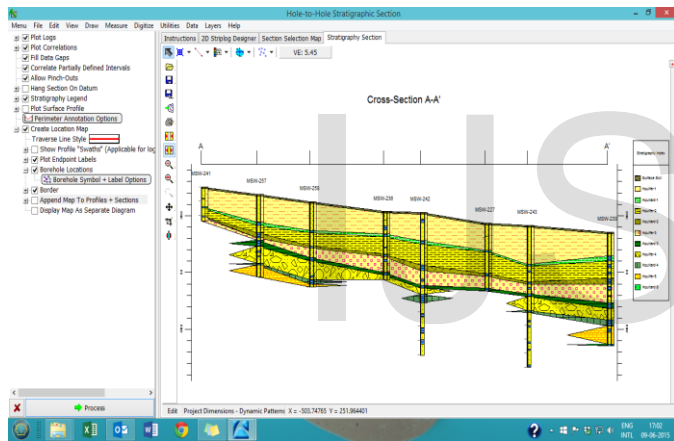 Hole-to-Hole Stratigraphic Section
Menu File Edit View Draw Measure Digitize Utilities Data Layers Help
Plot Logs
Plot Correlations
Fill Data Gaps
Correlate Partially Defined Intervals
Allow Pinch-Outs
Hang Section On Datum
Stratigraphy Legend
Plot Surface Profile
Perimeter Annotation Options
Create Location Map
Traverse Line Style
Show Profile "Swaths" (Applicable for log
Plot Endpoint Labels
Borehole Locations
Borehole Symbol + Label Options
Border
Append Map To Profiles + Sections
Display Map As Separate Diagram
Process
Instructions 2D Striplog Designer Section Selection Map Stratigraphy Section
VE: 5.45
Cross-Section A-A'
A A'
MSW-241
MSW-257
MSW-258
MSW-238
MSW-242
MSW-227
MSW-243
IJS
Edit Project Dimensions - Dynamic Patterns X = -503.74765 Y = 251.964401
ENG 17:02
INTL 09-06-2015